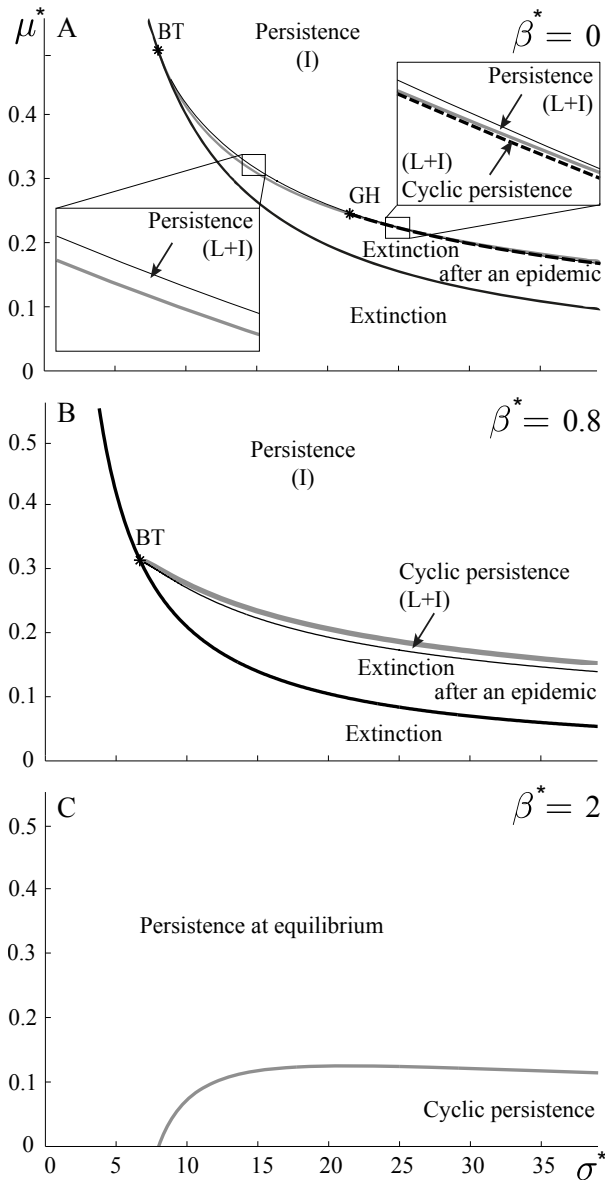 μ*
A
BT
Persistence
(I)
β* = 0
Persistence
(L+I)
(L+I)
Cyclic persistence
GH
Persistence
(L+I)
Extinction
after an epidemic
Extinction
0.4
0.3
0.2
0.1
0
B
β* = 0.8
Persistence
(I)
BT
Cyclic persistence
(L+I)
Extinction
after an epidemic
Extinction
0.5
0.4
0.3
0.2
0.1
0
C
β* = 2
Persistence at equilibrium
Cyclic persistence
0.5
0.4
0.3
0.2
0.1
0
0 5 10 15 20 25 30 35 σ*